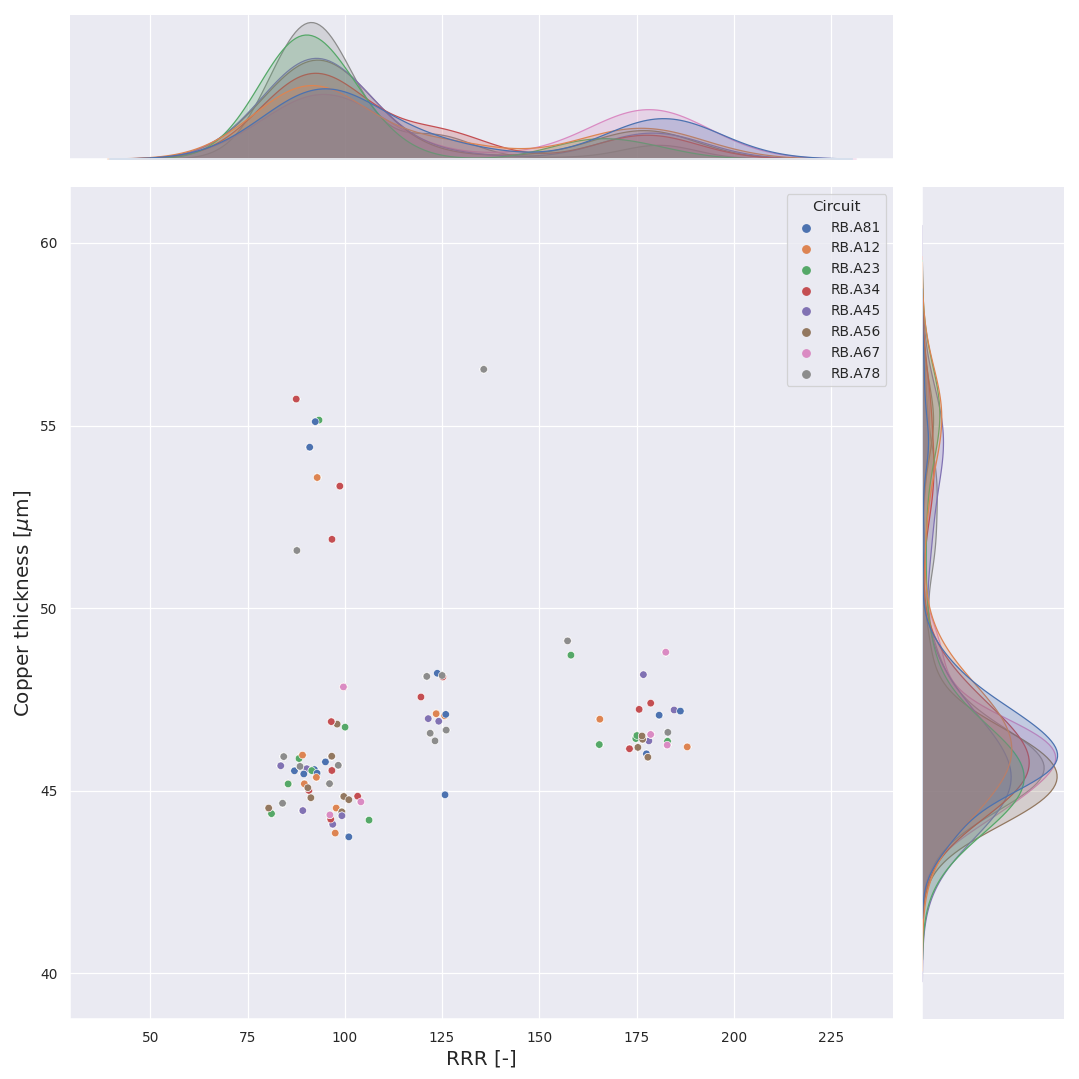 Circuit
RB.A81
RB.A12
RB.A23
RB.A34
RB.A45
RB.A56
RB.A67
RB.A78
60
55
50
45
40
Copper thickness [μm]
50 75 100 125 150 175 200 225
RRR [-]